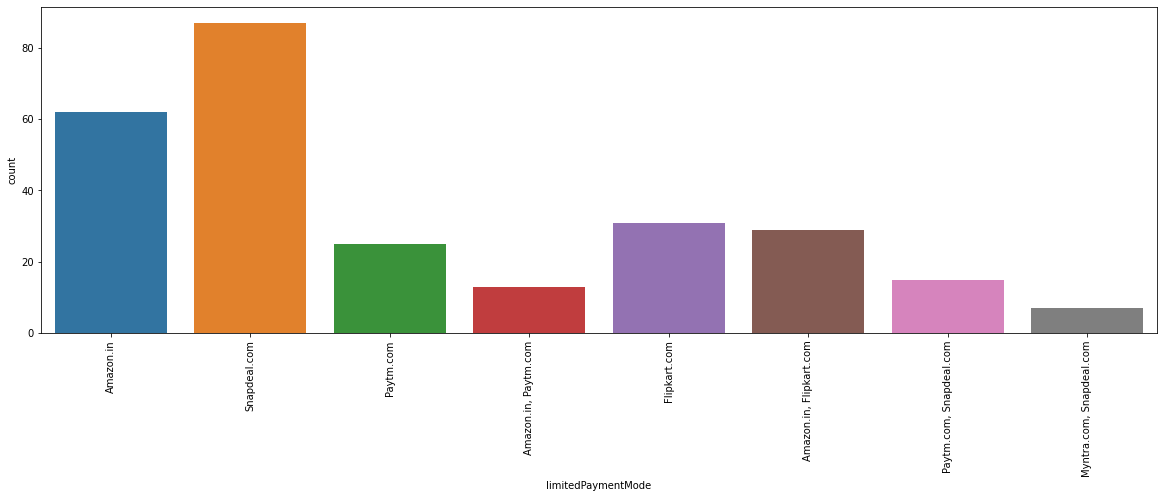 80
60
40
20
0
count
Amazon.in
Snapdeal.com
Paytm.com
Amazon.in, Paytm.com
Flipkart.com
Amazon.in, Flipkart.com
Paytm.com, Snapdeal.com
Myntra.com, Snapdeal.com
limitedPaymentMode